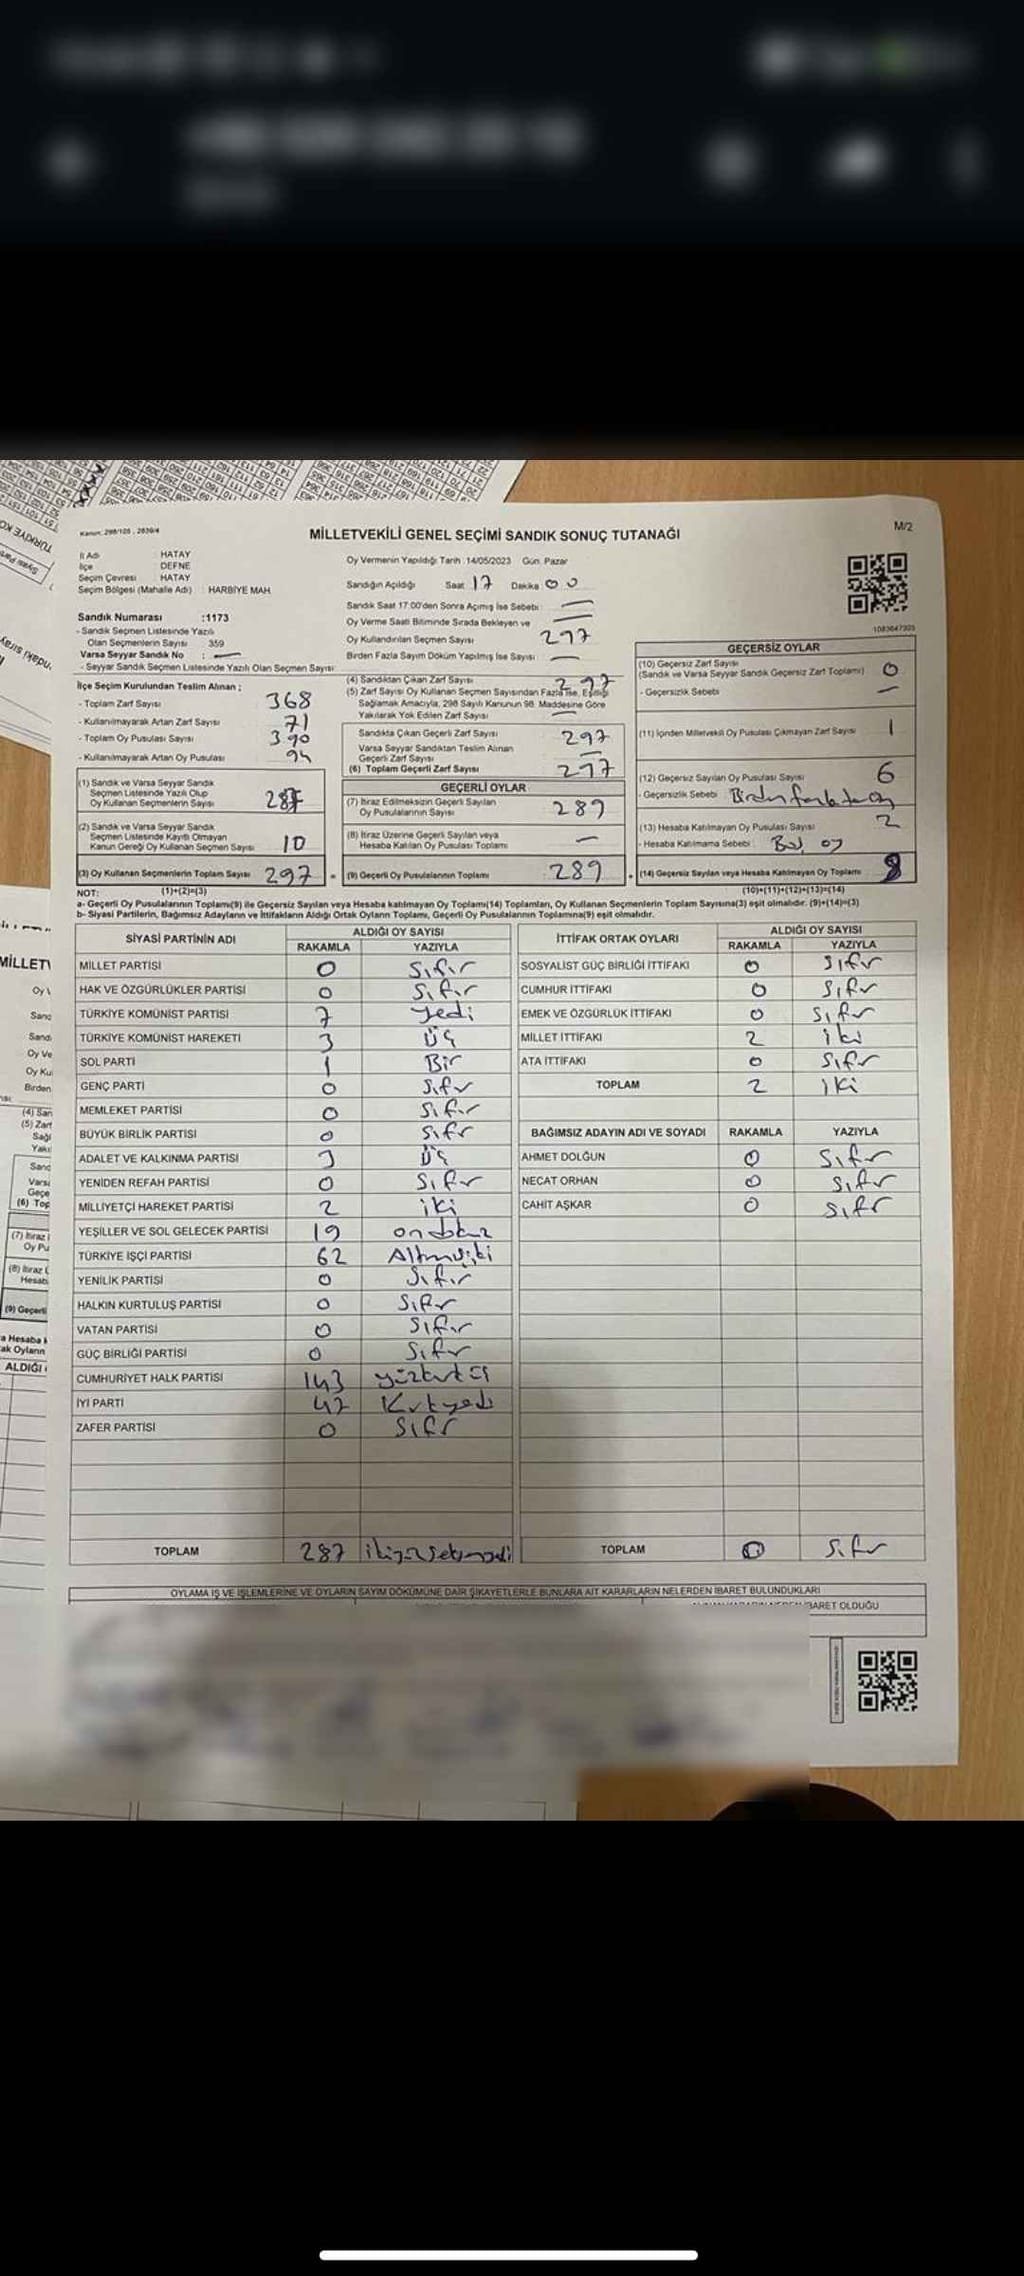 Kanun: 298/105 , 2839/4
MİLLETVEKİLİ GENEL SEÇİMİ SANDIK SONUÇ TUTANAĞI
M/2
İl Adı : HATAY
İlçe : DEFNE
Seçim Çevresi : HATAY
Seçim Bölgesi (Mahalle Adı) : HARBİYE MAH.
Oy Vermenin Yapıldığı Tarih :14/05/2023 Gün: Pazar
Sandığın Açıldığı Saat 17 Dakika 00
Sandık Saat 17:00'den Sonra Açımış İse Sebebi: —
Oy Verme Saati Bitiminde Sırada Bekleyen ve —
Oy Kullandırılan Seçmen Sayısı 297
Birden Fazla Sayım Döküm Yapılmış İse Sayısı : —
Sandık Numarası :1173
- Sandık Seçmen Listesinde Yazılı
Olan Seçmenlerin Sayısı : 359
Varsa Seyyar Sandık No : —
- Seyyar Sandık Seçmen Listesinde Yazılı Olan Seçmen Sayısı:
1083647303
İlçe Seçim Kurulundan Teslim Alınan ;
- Toplam Zarf Sayısı 368
- Kullanılmayarak Artan Zarf Sayısı : 71
- Toplam Oy Pusulası Sayısı : 390
- Kullanılmayarak Artan Oy Pusulası : 94
(1) Sandık ve Varsa Seyyar Sandık
Seçmen Listesinde Yazılı Olup
Oy Kullanan Seçmenlerin Sayısı 287
(2) Sandık ve Varsa Seyyar Sandık
Seçmen Listesinde Kayıtlı Olmayan
Kanun Gereği Oy Kullanan Seçmen Sayısı 10
(3) Oy Kullanan Seçmenlerin Toplam Sayısı 297
(4) Sandıktan Çıkan Zarf Sayısı 297
(5) Zarf Sayısı Oy Kullanan Seçmen Sayısından Fazla İse, Eşitliği
Sağlamak Amacıyla, 298 Sayılı Kanunun 98. Maddesine Göre
Yakılarak Yok Edilen Zarf Sayısı —
Sandıkta Çıkan Geçerli Zarf Sayısı 297
Varsa Seyyar Sandıktan Teslim Alınan
Geçerli Zarf Sayısı —
(6) Toplam Geçerli Zarf Sayısı 297
GEÇERLİ OYLAR
(7) İtiraz Edilmeksizin Geçerli Sayılan
Oy Pusulalarının Sayısı 289
(8) İtiraz Üzerine Geçerli Sayılan veya
Hesaba Katılan Oy Pusulası Toplamı —
(9) Geçerli Oy Pusulalarının Toplamı 289
GEÇERSİZ OYLAR
(10) Geçersiz Zarf Sayısı 0
(Sandık ve Varsa Seyyar Sandık Geçersiz Zarf Toplamı)
- Geçersizlik Sebebi —
(11) İçinden Milletvekili Oy Pusulası Çıkmayan Zarf Sayısı 1
(12) Geçersiz Sayılan Oy Pusulası Sayısı 6
- Geçersizlik Sebebi : Birden fazla oy
(13) Hesaba Katılmayan Oy Pusulası Sayısı 2
- Hesaba Katılmama Sebebi : Boş oy
(14) Geçersiz Sayılan veya Hesaba Katılmayan Oy Toplamı
NOT: (1)+(2)=(3) (10)+(11)+(12)+(13)=(14)
a- Geçerli Oy Pusulalarının Toplamı(9) ile Geçersiz Sayılan veya Hesaba katılmayan Oy Toplamı(14) Toplamları, Oy Kullanan Seçmenlerin Toplam Sayısına(3) eşit olmalıdır. (9)+(14)=(3)
b- Siyasi Partilerin, Bağımsız Adayların ve İttifakların Aldığı Ortak Oyların Toplamı, Geçerli Oy Pusulalarının Toplamına(9) eşit olmalıdır.
SİYASİ PARTİNİN ADI ALDIĞI OY SAYISI
RAKAMLA YAZIYLA
MİLLET PARTİSİ 0 Sıfır
HAK VE ÖZGÜRLÜKLER PARTİSİ 0 Sıfır
TÜRKİYE KOMÜNİST PARTİSİ 7 Yedi
TÜRKİYE KOMÜNİST HAREKETİ 3 Üç
SOL PARTİ 1 Bir
GENÇ PARTİ 0 Sıfır
MEMLEKET PARTİSİ 0 Sıfır
BÜYÜK BİRLİK PARTİSİ 0 Sıfır
ADALET VE KALKINMA PARTİSİ 3 Üç
YENİDEN REFAH PARTİSİ 0 Sıfır
MİLLİYETÇİ HAREKET PARTİSİ 2 iki
YEŞİLLER VE SOL GELECEK PARTİSİ 19 ondokuz
TÜRKİYE İŞÇİ PARTİSİ 62 Altmışiki
YENİLİK PARTİSİ 0 Sıfır
HALKIN KURTULUŞ PARTİSİ 0 Sıfır
VATAN PARTİSİ 0 Sıfır
GÜÇ BİRLİĞİ PARTİSİ 0 Sıfır
CUMHURİYET HALK PARTİSİ 143 yüzkırküç
İYİ PARTİ 47 Kırkyedi
ZAFER PARTİSİ 0 Sıfır
TOPLAM 287 ikiyüzseksenyedi
İTTİFAK ORTAK OYLARI ALDIĞI OY SAYISI
RAKAMLA YAZIYLA
SOSYALİST GÜÇ BİRLİĞİ İTTİFAKI 0 Sıfır
CUMHUR İTTİFAKI 0 Sıfır
EMEK VE ÖZGÜRLÜK İTTİFAKI 0 Sıfır
MİLLET İTTİFAKI 2 iki
ATA İTTİFAKI 0 Sıfır
TOPLAM 2 iki
BAĞIMSIZ ADAYIN ADI VE SOYADI RAKAMLA YAZIYLA
AHMET DOLĞUN 0 Sıfır
NECAT ORHAN 0 Sıfır
CAHİT AŞKAR 0 Sıfır
TOPLAM 0 Sıfır
OYLAMA İŞ VE İŞLEMLERİNE VE OYLARIN SAYIM DÖKÜMÜNE DAİR ŞİKAYETLERLE BUNLARA AİT KARARLARIN NELERDEN İBARET BULUNDUKLARI
İBARET OLDUĞU